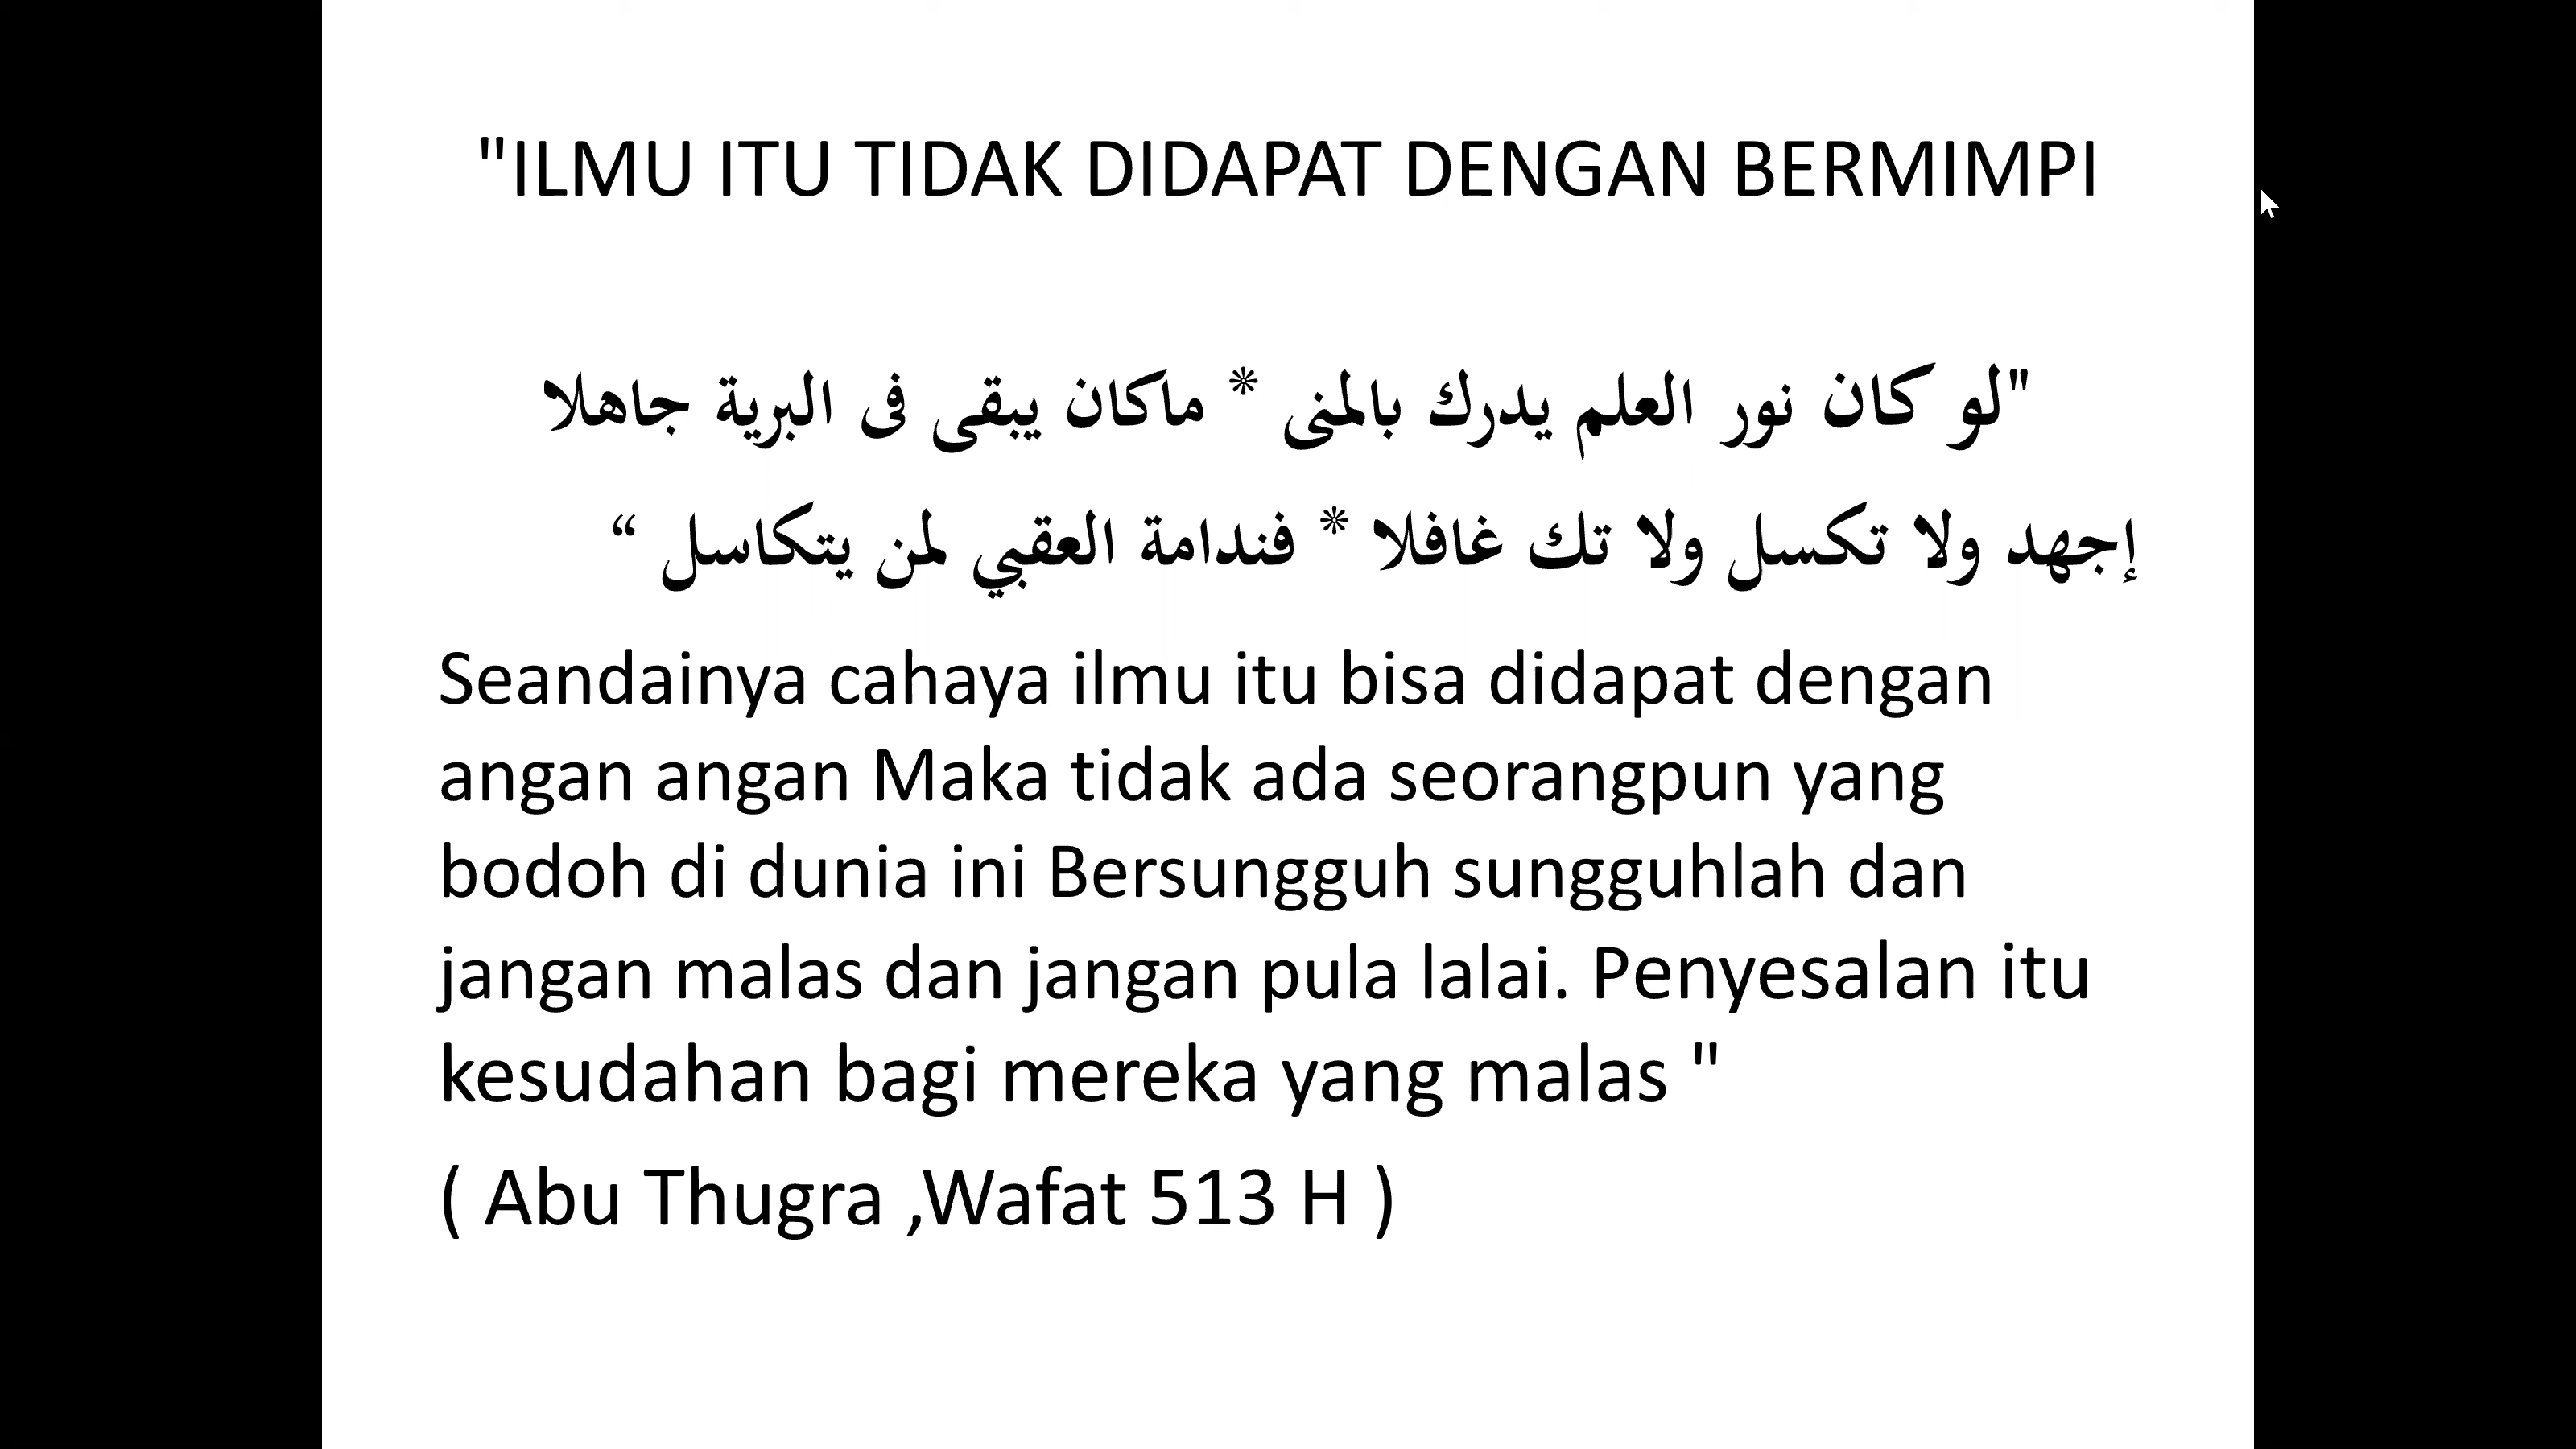 "ILMU ITU TIDAK DIDAPAT DENGAN BERMIMPI
"لو كان نور العلم يدرك بالمنى * ماكان يبقى فى البرية جاهلا
إجهد ولا تكسل ولا تك غافلا * فندامة العقبي لمن يتكاسل “
Seandainya cahaya ilmu itu bisa didapat dengan
angan angan Maka tidak ada seorangpun yang
bodoh di dunia ini Bersungguh sungguhlah dan
jangan malas dan jangan pula lalai. Penyesalan itu
kesudahan bagi mereka yang malas "
( Abu Thugra ,Wafat 513 H )